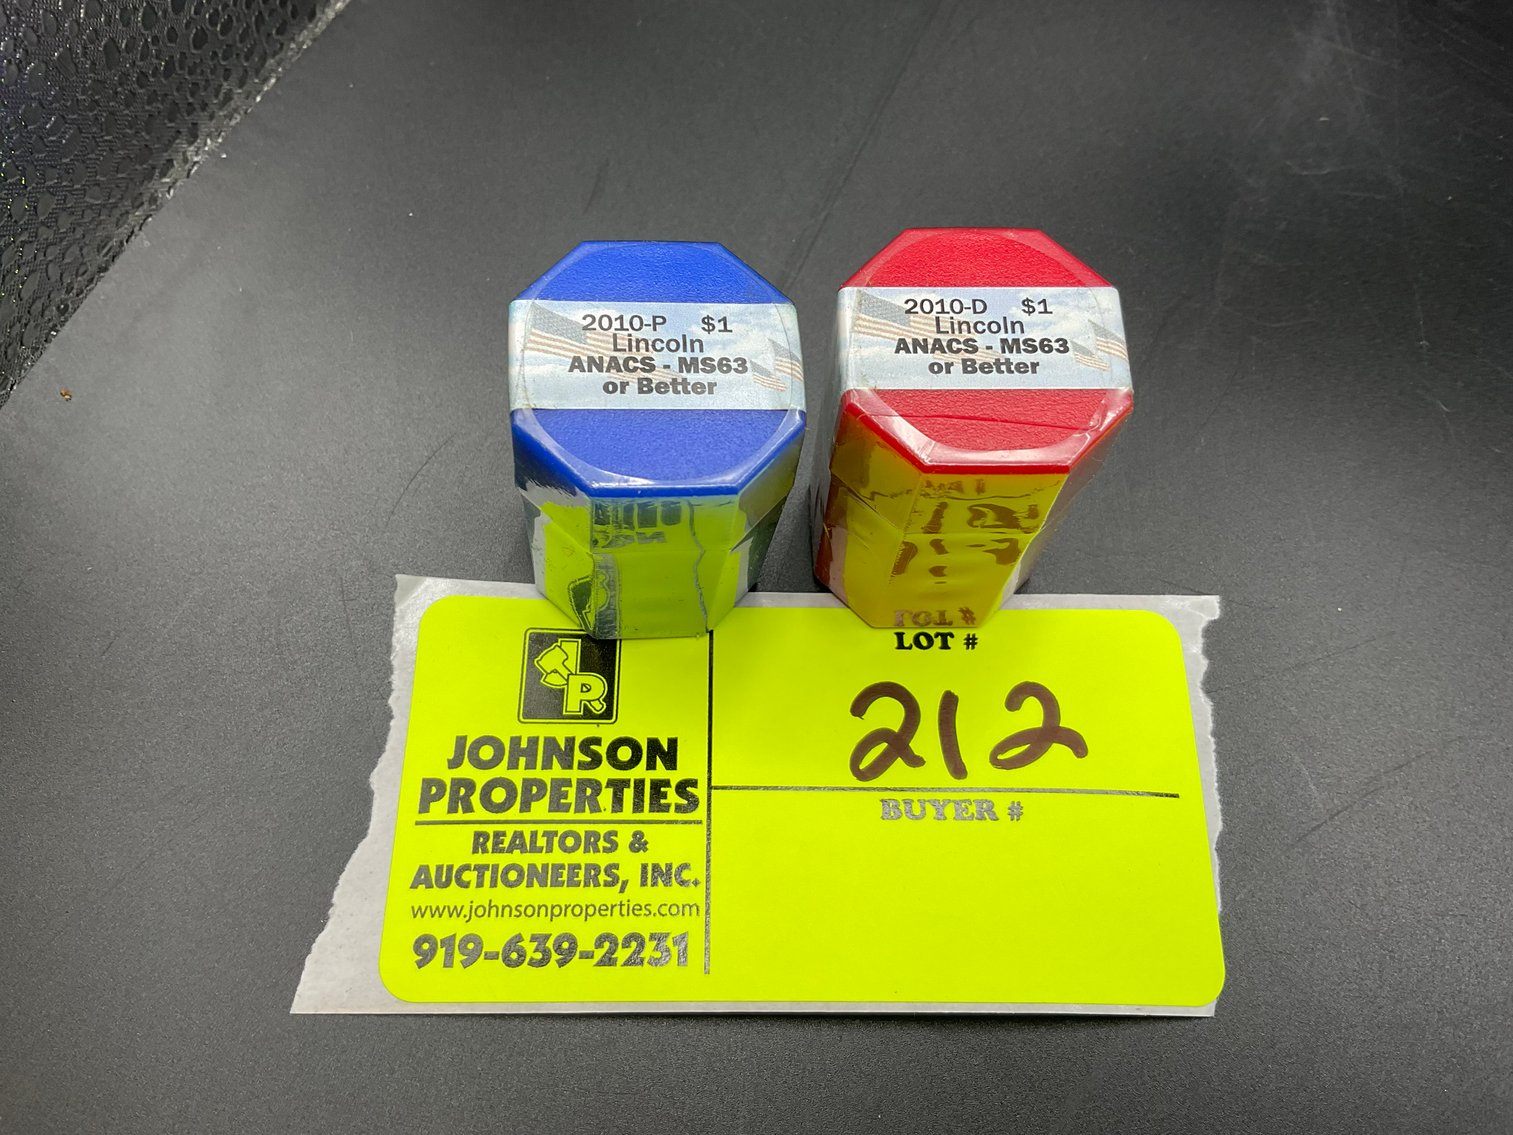 2010-P $1
Lincoln
ANACS - MS63
or Better
2010-D $1
Lincoln
ANACS - MS63
or Better
JP
JOHNSON
PROPERTIES
REALTORS &
AUCTIONEERS, INC.
www.johnsonproperties.com
919-639-2231
LOT #
212
BUYER #